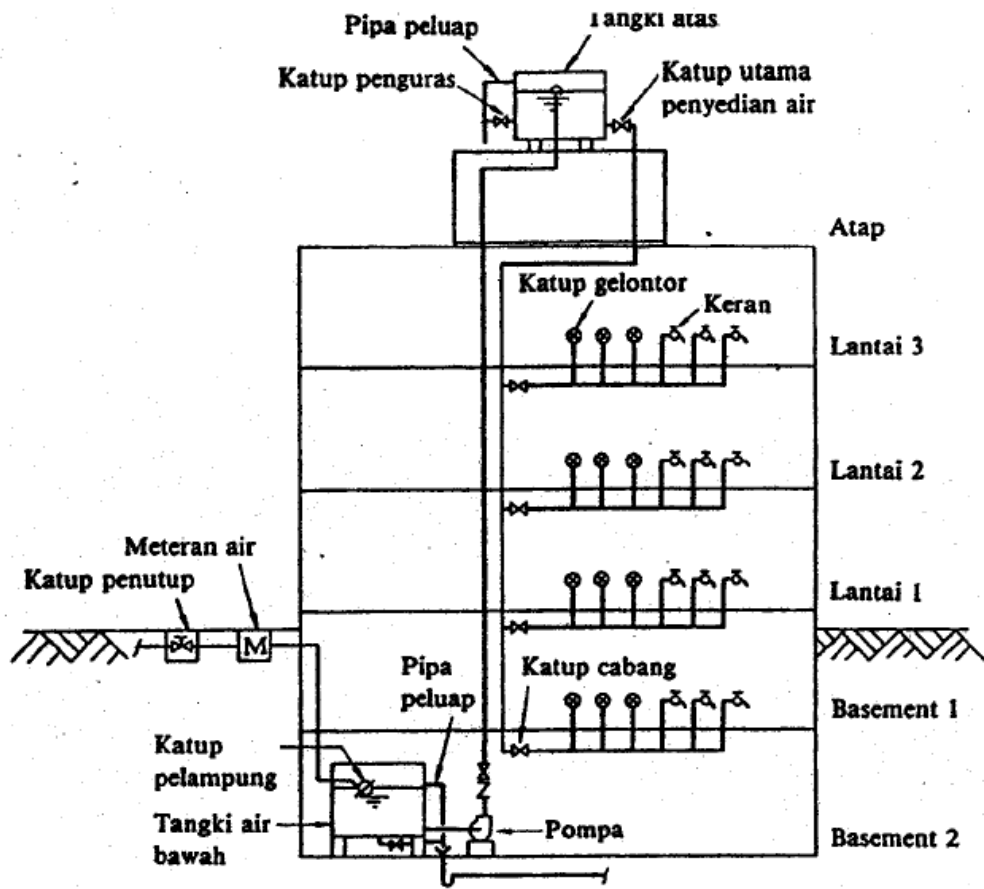 Pipa peluap
Tangki atas
Katup penguras
Katup utama
penyedian air
Atap
Katup gelontor
Keran
Lantai 3
Lantai 2
Meteran air
Katup penutup
Lantai 1
M
Pipa
peluap
Katup cabang
Basement 1
Katup
pelampung
Tangki air
bawah
Pompa
Basement 2